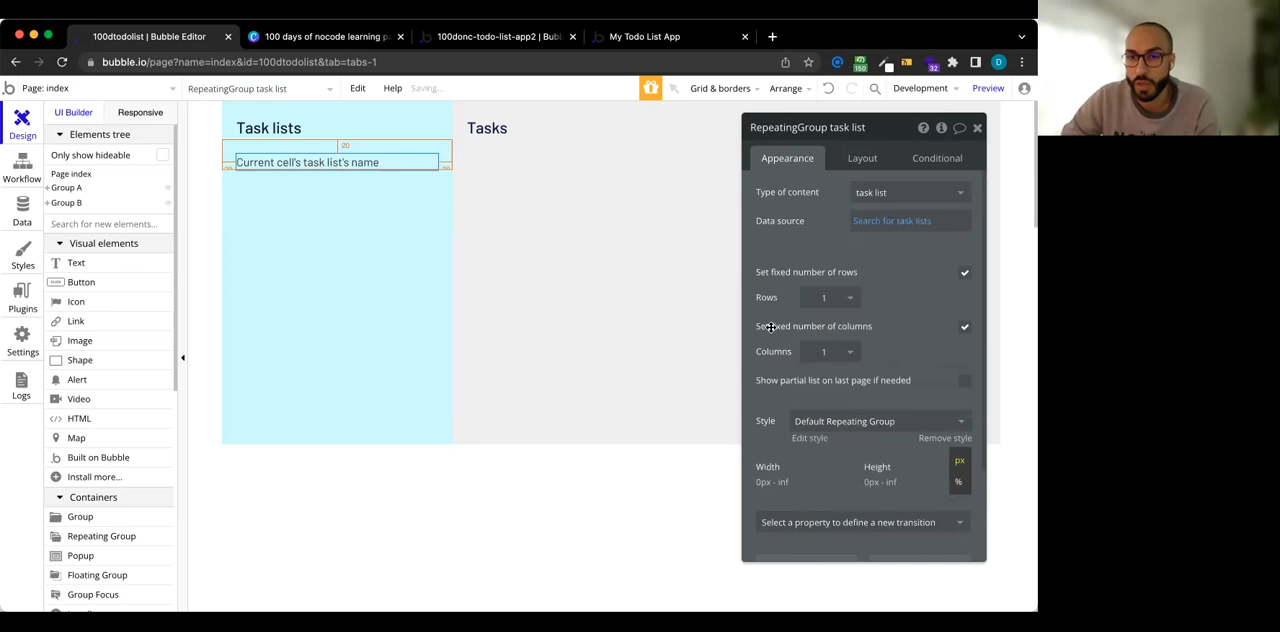 100dtodolist | Bubble Editor
100 days of nocode learning p
100donc-todo-list-app2 | Bubb
My Todo List App
bubble.io/page?name=index&id=100dtodolist&tab=tabs-1
150
32
D
Page: index
RepeatingGroup task list
Edit
Help
Saving...
Grid & borders
Arrange
Development
Preview
Design
Workflow
Data
Styles
Plugins
Settings
Logs
UI Builder
Responsive
Elements tree
Only show hideable
Page index
Group A
Group B
Search for new elements...
Visual elements
Text
Button
Icon
Link
Image
Shape
Alert
Video
HTML
Map
Built on Bubble
Install more...
Containers
Group
Repeating Group
Popup
Floating Group
Group Focus
Task lists
Tasks
20
Current cell's task list's name
RepeatingGroup task list
Appearance
Layout
Conditional
Type of content
task list
Data source
Search for task lists
Set fixed number of rows
Rows
1
Set fixed number of columns
Columns
1
Show partial list on last page if needed
Style
Default Repeating Group
Edit style
Remove style
Width
Height
px
0px - inf
0px - inf
%
Select a property to define a new transition